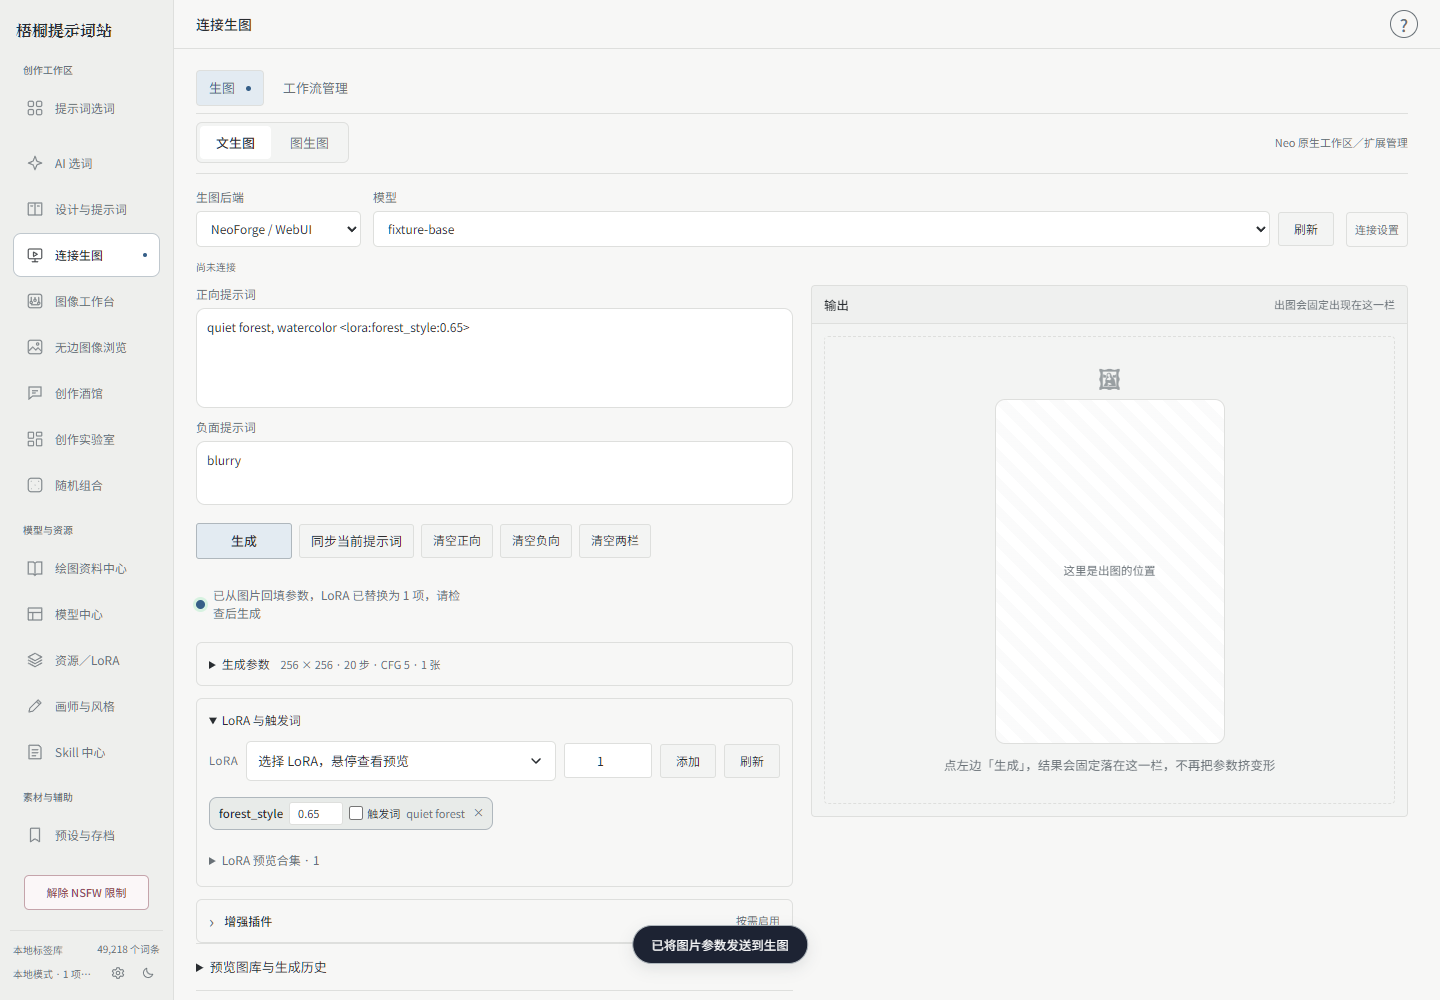 梧桐提示词站
创作工作区
提示词选词
AI 选词
设计与提示词
连接生图
图像工作台
无边图像浏览
创作酒馆
创作实验室
随机组合
模型与资源
绘图资料中心
模型中心
资源／LoRA
画师与风格
Skill 中心
素材与辅助
预设与存档
解除 NSFW 限制
本地标签库 49,218 个词条
本地模式 · 1 项…
连接生图
?
生图
工作流管理
文生图
图生图
Neo 原生工作区／扩展管理
生图后端
模型
NeoForge / WebUI
fixture-base
刷新
连接设置
尚未连接
正向提示词
quiet forest, watercolor <lora:forest_style:0.65>
负面提示词
blurry
生成
同步当前提示词
清空正向
清空负向
清空两栏
已从图片回填参数，LoRA 已替换为 1 项，请检
查后生成
生成参数 256 × 256 · 20 步 · CFG 5 · 1 张
LoRA 与触发词
LoRA
选择 LoRA，悬停查看预览
1
添加
刷新
forest_style 0.65 触发词 quiet forest ×
LoRA 预览合集 · 1
增强插件
按需启用
预览图库与生成历史
输出
出图会固定出现在这一栏
这里是出图的位置
点左边「生成」，结果会固定落在这一栏，不再把参数挤变形
已将图片参数发送到生图